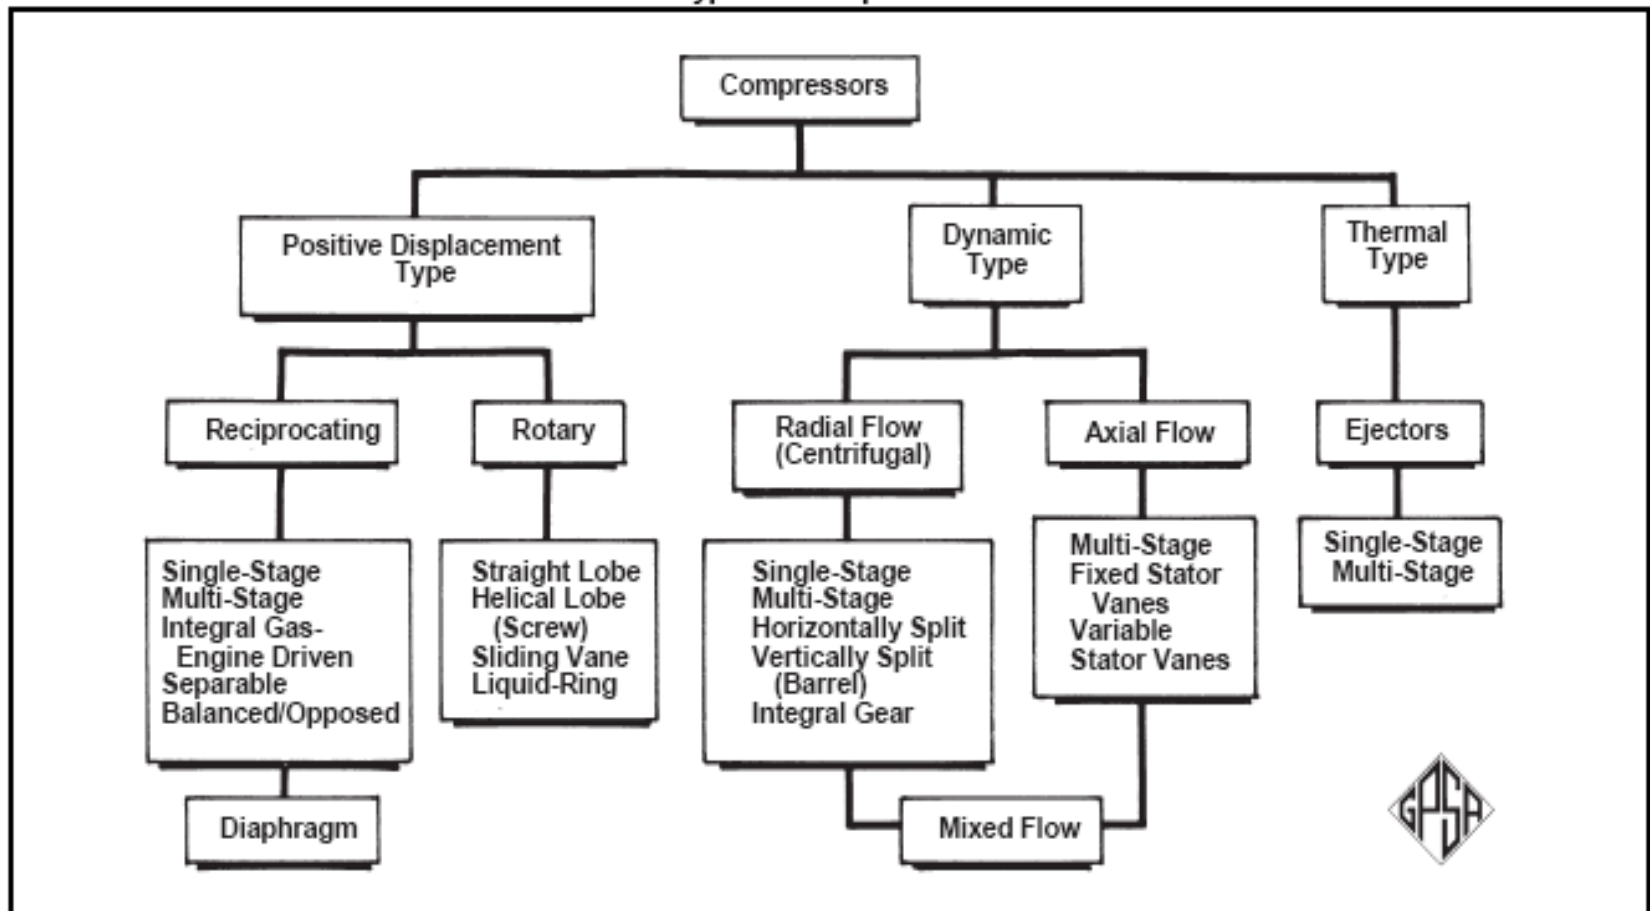 Compressors
Positive Displacement
Type
Dynamic
Type
Thermal
Type
Reciprocating
Rotary
Radial Flow
(Centrifugal)
Axial Flow
Ejectors
Single-Stage
Multi-Stage
Integral Gas-
Engine Driven
Separable
Balanced/Opposed
Straight Lobe
Helical Lobe
(Screw)
Sliding Vane
Liquid-Ring
Single-Stage
Multi-Stage
Horizontally Split
Vertically Split
(Barrel)
Integral Gear
Multi-Stage
Fixed Stator
Vanes
Variable
Stator Vanes
Single-Stage
Multi-Stage
Diaphragm
Mixed Flow
GPSA